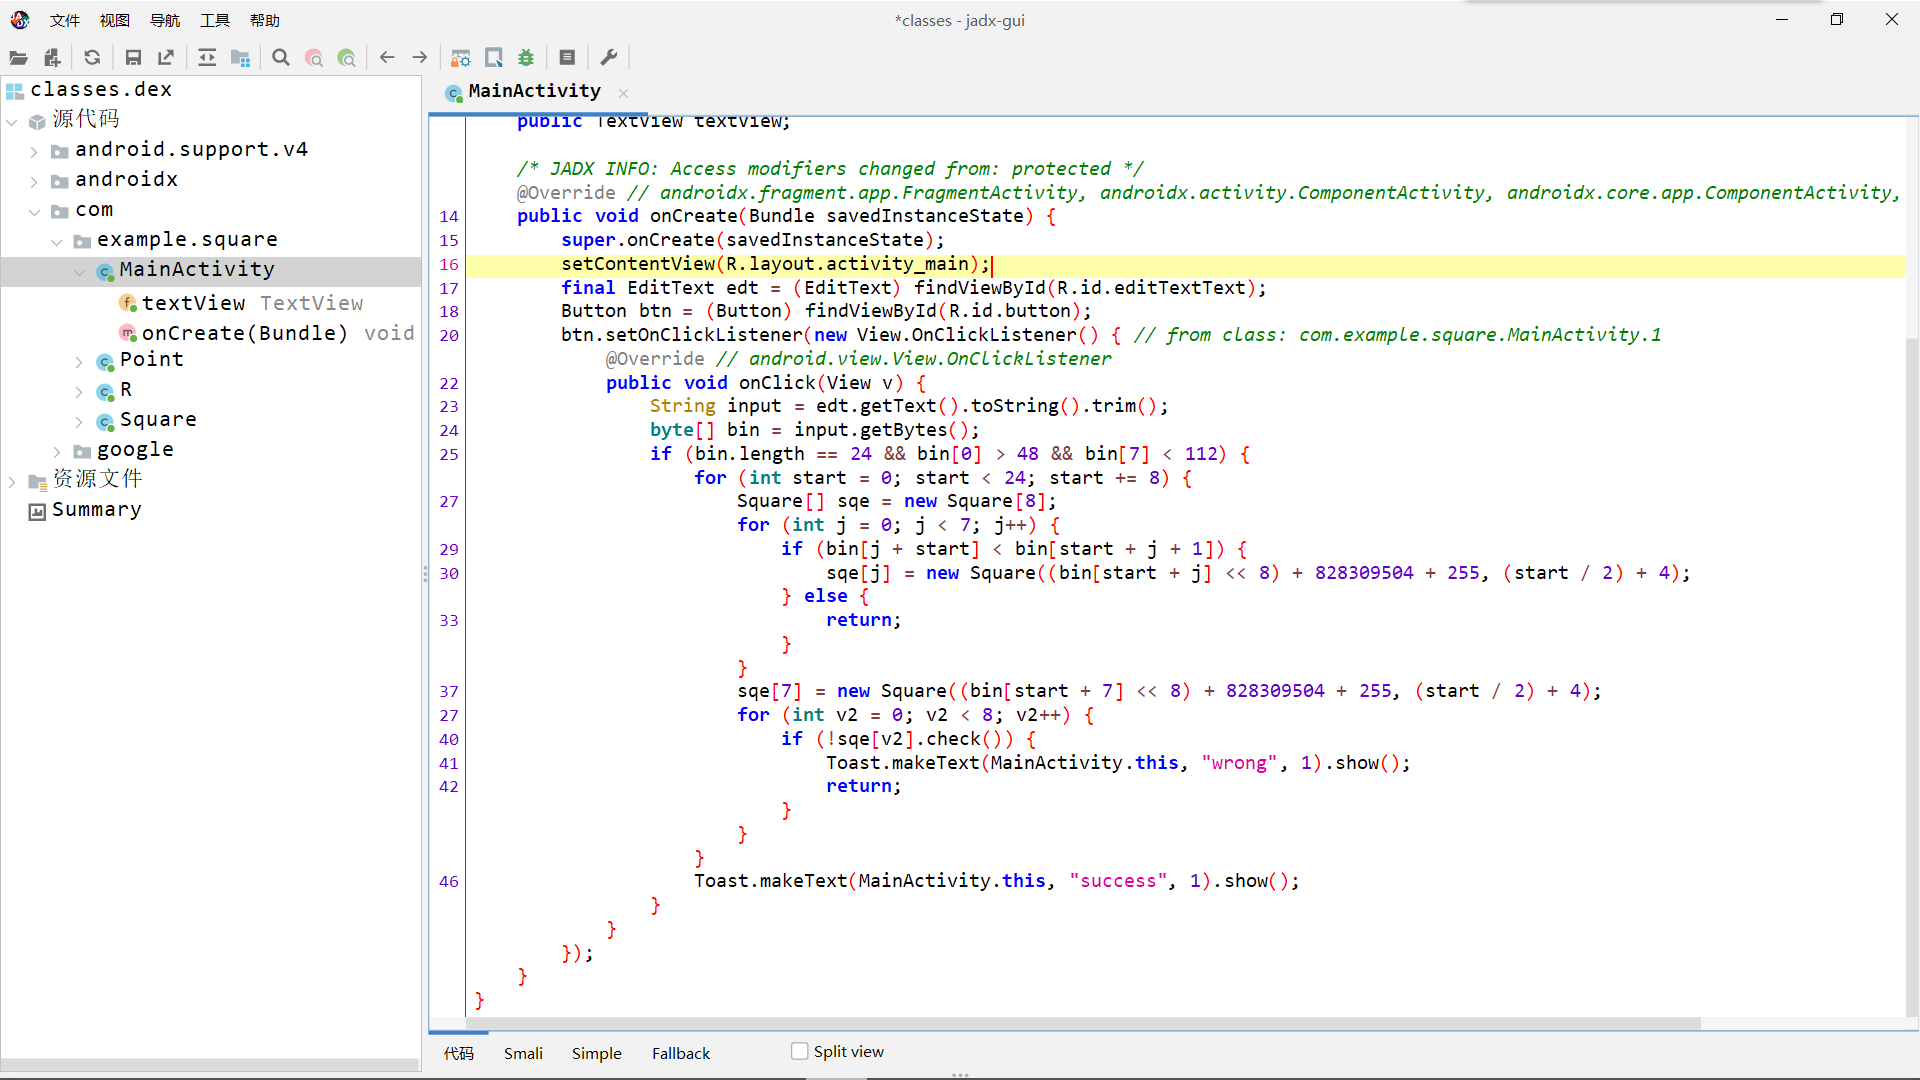 文件 视图 导航 工具 帮助
*classes - jadx-gui
classes.dex
源代码
android.support.v4
androidx
com
example.square
MainActivity
textView TextView
onCreate(Bundle) void
Point
R
Square
google
资源文件
Summary
MainActivity
public TextView textView;
/* JADX INFO: Access modifiers changed from: protected */
@Override // androidx.fragment.app.FragmentActivity, androidx.activity.ComponentActivity, androidx.core.app.ComponentActivity,
14 public void onCreate(Bundle savedInstanceState) {
15 super.onCreate(savedInstanceState);
16 setContentView(R.layout.activity_main);
17 final EditText edt = (EditText) findViewById(R.id.editTextText);
18 Button btn = (Button) findViewById(R.id.button);
20 btn.setOnClickListener(new View.OnClickListener() { // from class: com.example.square.MainActivity.1
@Override // android.view.View.OnClickListener
22 public void onClick(View v) {
23 String input = edt.getText().toString().trim();
24 byte[] bin = input.getBytes();
25 if (bin.length == 24 && bin[0] > 48 && bin[7] < 112) {
for (int start = 0; start < 24; start += 8) {
27 Square[] sqe = new Square[8];
for (int j = 0; j < 7; j++) {
29 if (bin[j + start] < bin[start + j + 1]) {
30 sqe[j] = new Square((bin[start + j] << 8) + 828309504 + 255, (start / 2) + 4);
} else {
33 return;
}
}
37 sqe[7] = new Square((bin[start + 7] << 8) + 828309504 + 255, (start / 2) + 4);
27 for (int v2 = 0; v2 < 8; v2++) {
40 if (!sqe[v2].check()) {
41 Toast.makeText(MainActivity.this, "wrong", 1).show();
42 return;
}
}
}
46 Toast.makeText(MainActivity.this, "success", 1).show();
}
}
});
}
}
代码 Smali Simple Fallback Split view